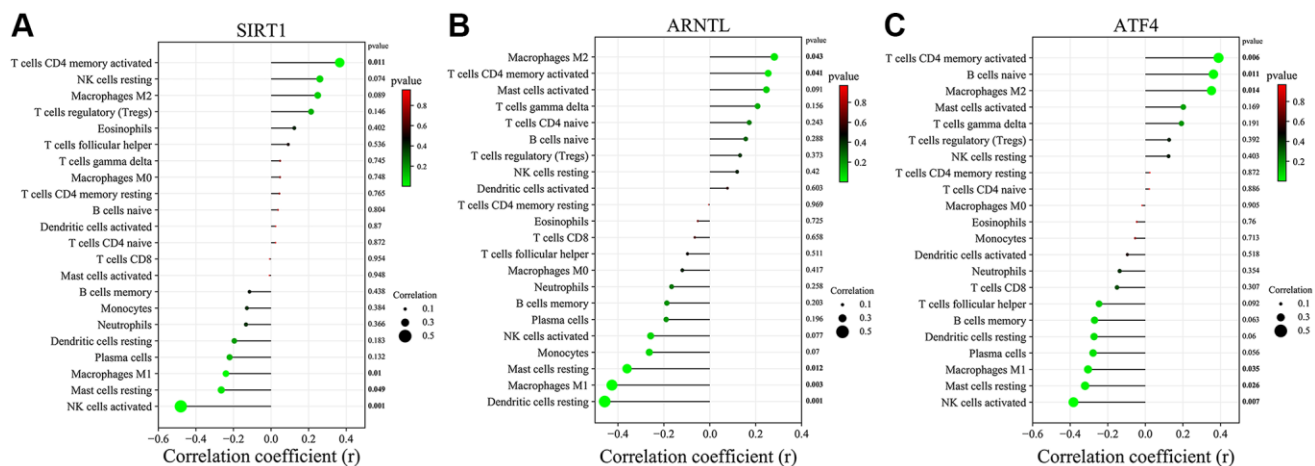 A
SIRT1
pvalue
T cells CD4 memory activated 0.011
NK cells resting 0.074
Macrophages M2 0.089
T cells regulatory (Tregs) 0.146
Eosinophils 0.402
T cells follicular helper 0.536
T cells gamma delta 0.745
Macrophages M0 0.748
T cells CD4 memory resting 0.765
B cells naive 0.804
Dendritic cells activated 0.87
T cells CD4 naive 0.872
T cells CD8 0.954
Mast cells activated 0.948
B cells memory 0.438
Monocytes 0.384
Neutrophils 0.366
Dendritic cells resting 0.183
Plasma cells 0.132
Macrophages M1 0.01
Mast cells resting 0.049
NK cells activated 0.001
−0.6 −0.4 −0.2 0.0 0.2 0.4
Correlation coefficient (r)
pvalue
0.8
0.6
0.4
0.2
Correlation
0.1
0.3
0.5
B
ARNTL
pvalue
Macrophages M2 0.043
T cells CD4 memory activated 0.041
Mast cells activated 0.091
T cells gamma delta 0.156
T cells CD4 naive 0.243
B cells naive 0.288
T cells regulatory (Tregs) 0.373
NK cells resting 0.42
Dendritic cells activated 0.603
T cells CD4 memory resting 0.969
Eosinophils 0.725
T cells CD8 0.658
T cells follicular helper 0.511
Macrophages M0 0.417
Neutrophils 0.258
B cells memory 0.203
Plasma cells 0.196
NK cells activated 0.077
Monocytes 0.07
Mast cells resting 0.012
Macrophages M1 0.003
Dendritic cells resting 0.001
−0.4 −0.2 0.0 0.2 0.4
Correlation coefficient (r)
pvalue
0.8
0.6
0.4
0.2
Correlation
0.1
0.3
0.5
C
ATF4
pvalue
T cells CD4 memory activated 0.006
B cells naive 0.011
Macrophages M2 0.014
Mast cells activated 0.169
T cells gamma delta 0.191
T cells regulatory (Tregs) 0.392
NK cells resting 0.403
T cells CD4 memory resting 0.872
T cells CD4 naive 0.886
Macrophages M0 0.905
Eosinophils 0.76
Monocytes 0.713
Dendritic cells activated 0.518
Neutrophils 0.354
T cells CD8 0.307
T cells follicular helper 0.092
B cells memory 0.063
Dendritic cells resting 0.06
Plasma cells 0.056
Macrophages M1 0.035
Mast cells resting 0.026
NK cells activated 0.007
−0.6 −0.4 −0.2 0.0 0.2 0.4
Correlation coefficient (r)
pvalue
0.8
0.6
0.4
0.2
Correlation
0.1
0.3
0.5